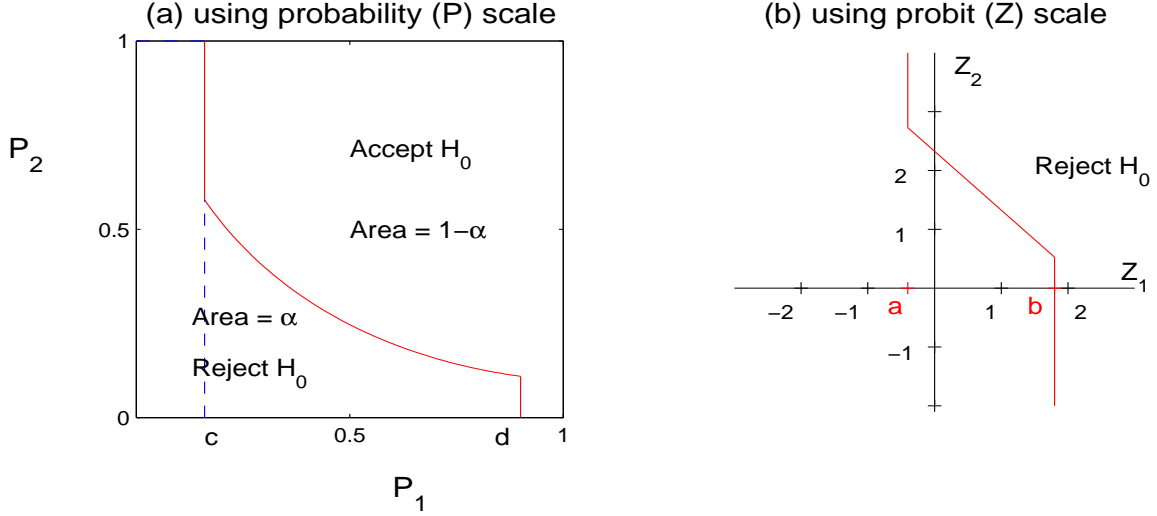 (a) using probability (P) scale
1
P₂
Accept H₀
0.5
Area = 1−α
Area = α
Reject H₀
0
c
0.5
d
1
P₁
(b) using probit (Z) scale
Z₂
2
Reject H₀
1
Z₁
−2
−1
a
1
b
2
−1